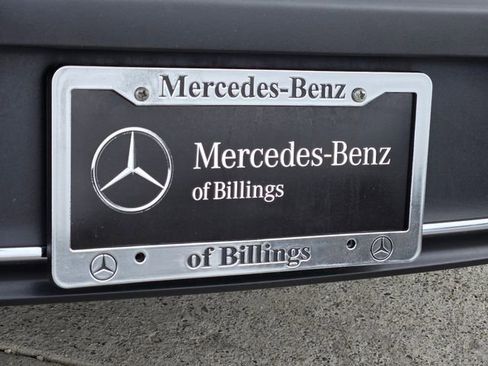 Mercedes-Benz
Mercedes-Benz
of Billings
of Billings